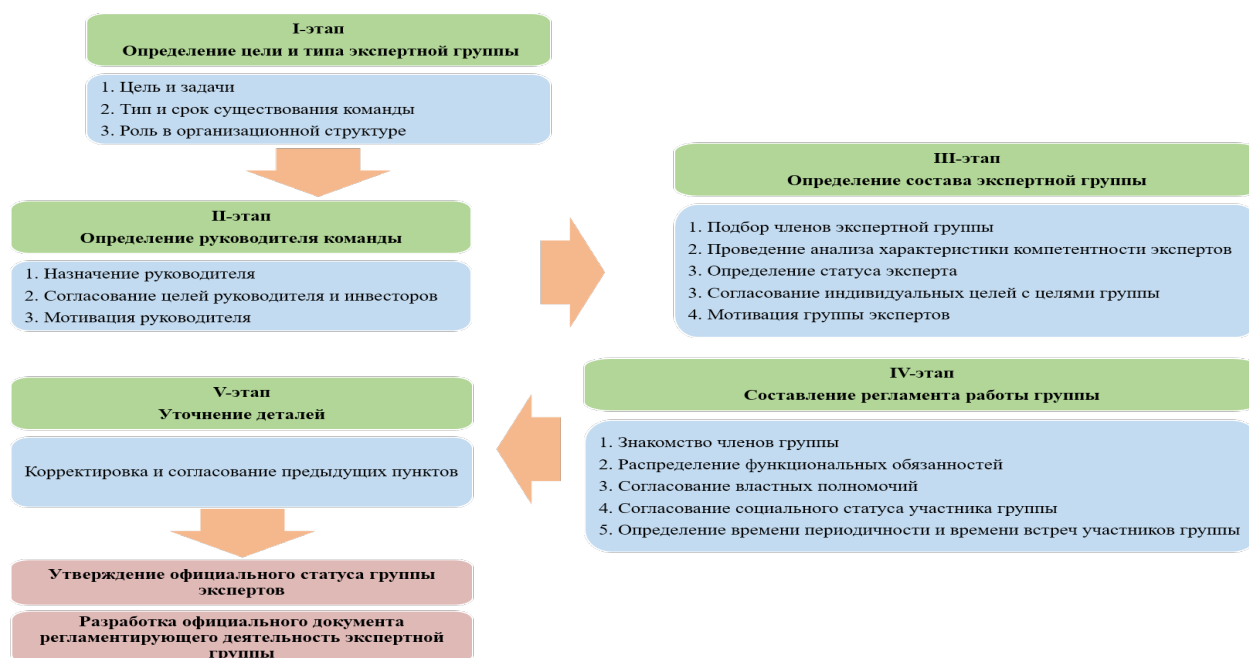 I-этап
Определение цели и типа экспертной группы
1. Цель и задачи
2. Тип и срок существования команды
3. Роль в организационной структуре
II-этап
Определение руководителя команды
1. Назначение руководителя
2. Согласование целей руководителя и инвесторов
3. Мотивация руководителя
III-этап
Определение состава экспертной группы
1. Подбор членов экспертной группы
2. Проведение анализа характеристики компетентности экспертов
3. Определение статуса эксперта
3. Согласование индивидуальных целей с целями группы
4. Мотивация группы экспертов
IV-этап
Составление регламента работы группы
1. Знакомство членов группы
2. Распределение функциональных обязанностей
3. Согласование властных полномочий
4. Согласование социального статуса участника группы
5. Определение времени периодичности и времени встреч участников группы
V-этап
Уточнение деталей
Корректировка и согласование предыдущих пунктов
Утверждение официального статуса группы
экспертов
Разработка официального документа
регламентирующего деятельность экспертной
группы